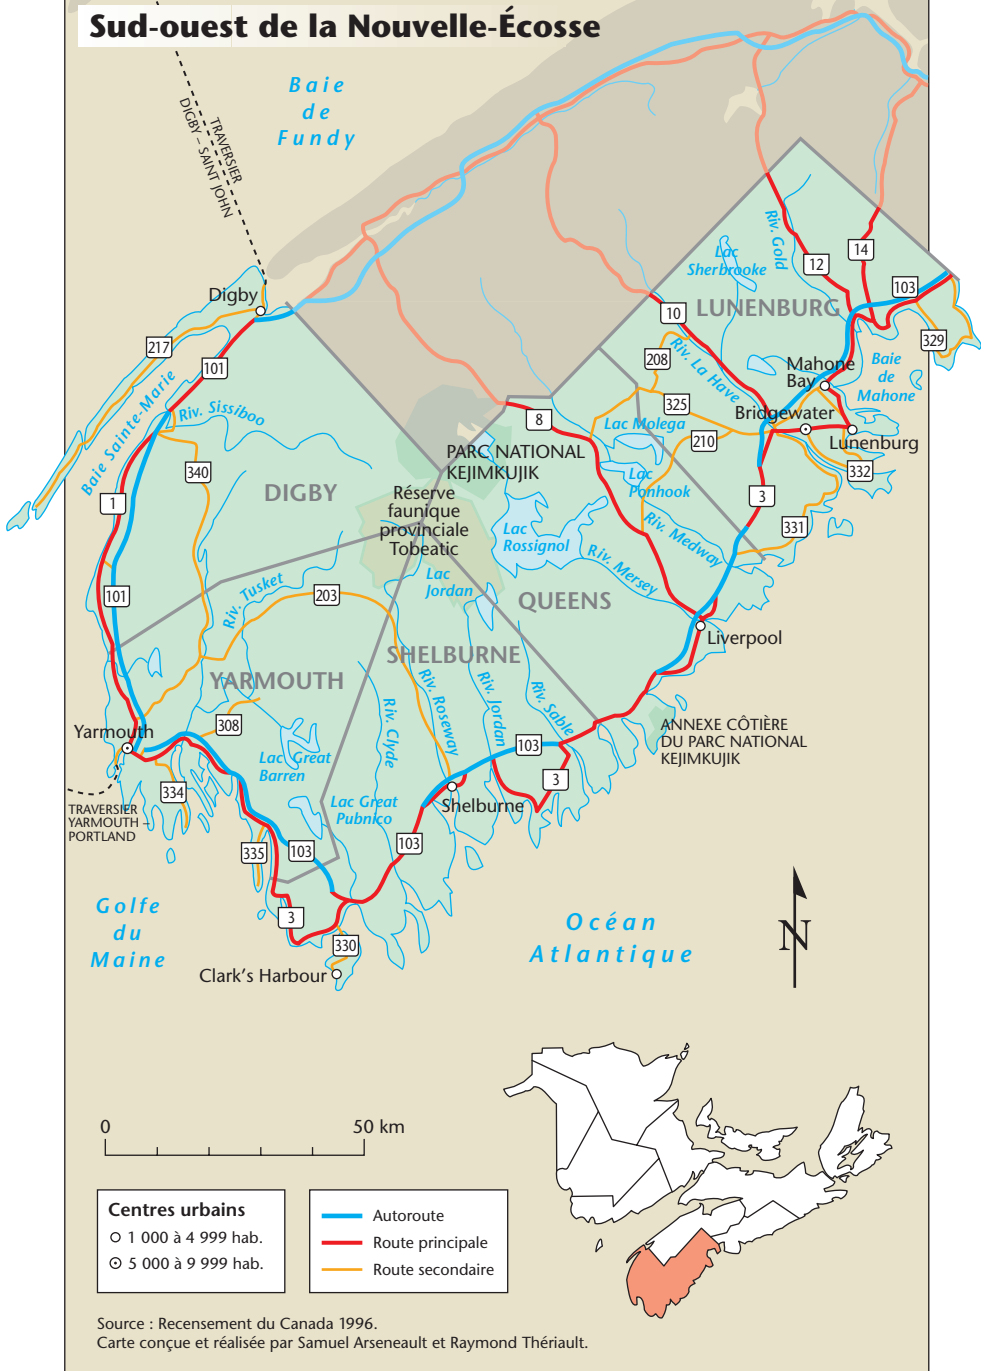 Sud-ouest de la Nouvelle-Écosse
Baie
de
Fundy
TRAVERSIER
DIGBY – SAINT JOHN
Digby
217
101
Baie Sainte-Marie
Riv. Sissiboo
340
1
101
DIGBY
Riv. Gold
Lac
Sherbrooke
12
14
103
10
LUNENBURG
329
208
Riv. La Have
Mahone
Bay
Baie
de
Mahone
325
Bridgewater
8
Lac Molega
210
Lunenburg
332
PARC NATIONAL
KEJIMKUJIK
Réserve
faunique
provinciale
Tobeatic
Lac
Ponhook
3
331
Lac
Rossignol
Riv. Medway
Riv. Mersey
Lac
Jordan
QUEENS
Riv. Tusket
203
Liverpool
SHELBURNE
YARMOUTH
Riv. Roseway
Riv. Jordan
Riv. Sable
Riv. Clyde
308
Yarmouth
103
ANNEXE CÔTIÈRE
DU PARC NATIONAL
KEJIMKUJIK
Lac Great
Barren
3
334
Lac Great
Pubnico
Shelburne
TRAVERSIER
YARMOUTH –
PORTLAND
335
103
103
Golfe
du
Maine
3
330
Clark's Harbour
Océan
Atlantique
N
0
50 km
Centres urbains
1 000 à 4 999 hab.
5 000 à 9 999 hab.
Autoroute
Route principale
Route secondaire
Source : Recensement du Canada 1996.
Carte conçue et réalisée par Samuel Arseneault et Raymond Thériault.